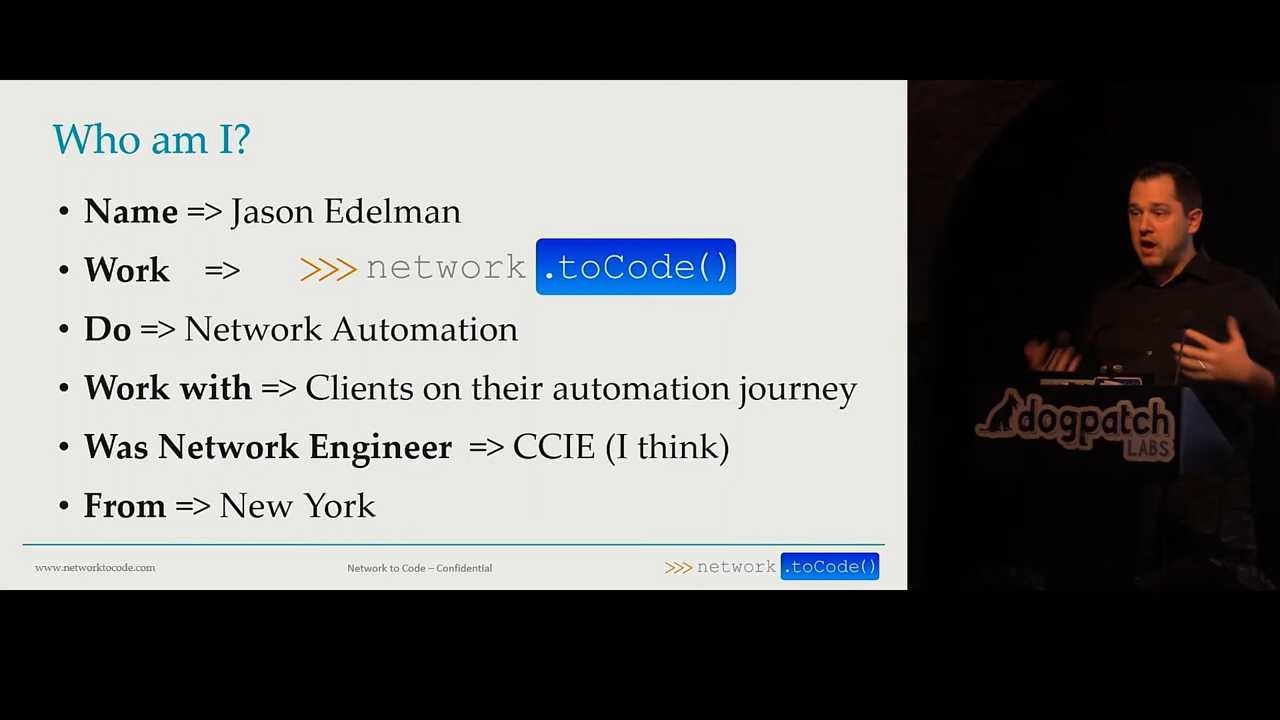 Who am I?
• Name => Jason Edelman
• Work => >>> network .toCode()
• Do => Network Automation
• Work with => Clients on their automation journey
• Was Network Engineer => CCIE (I think)
• From => New York
www.networktocode.com
Network to Code – Confidential
>>> network .toCode()
dogpatch
LABS